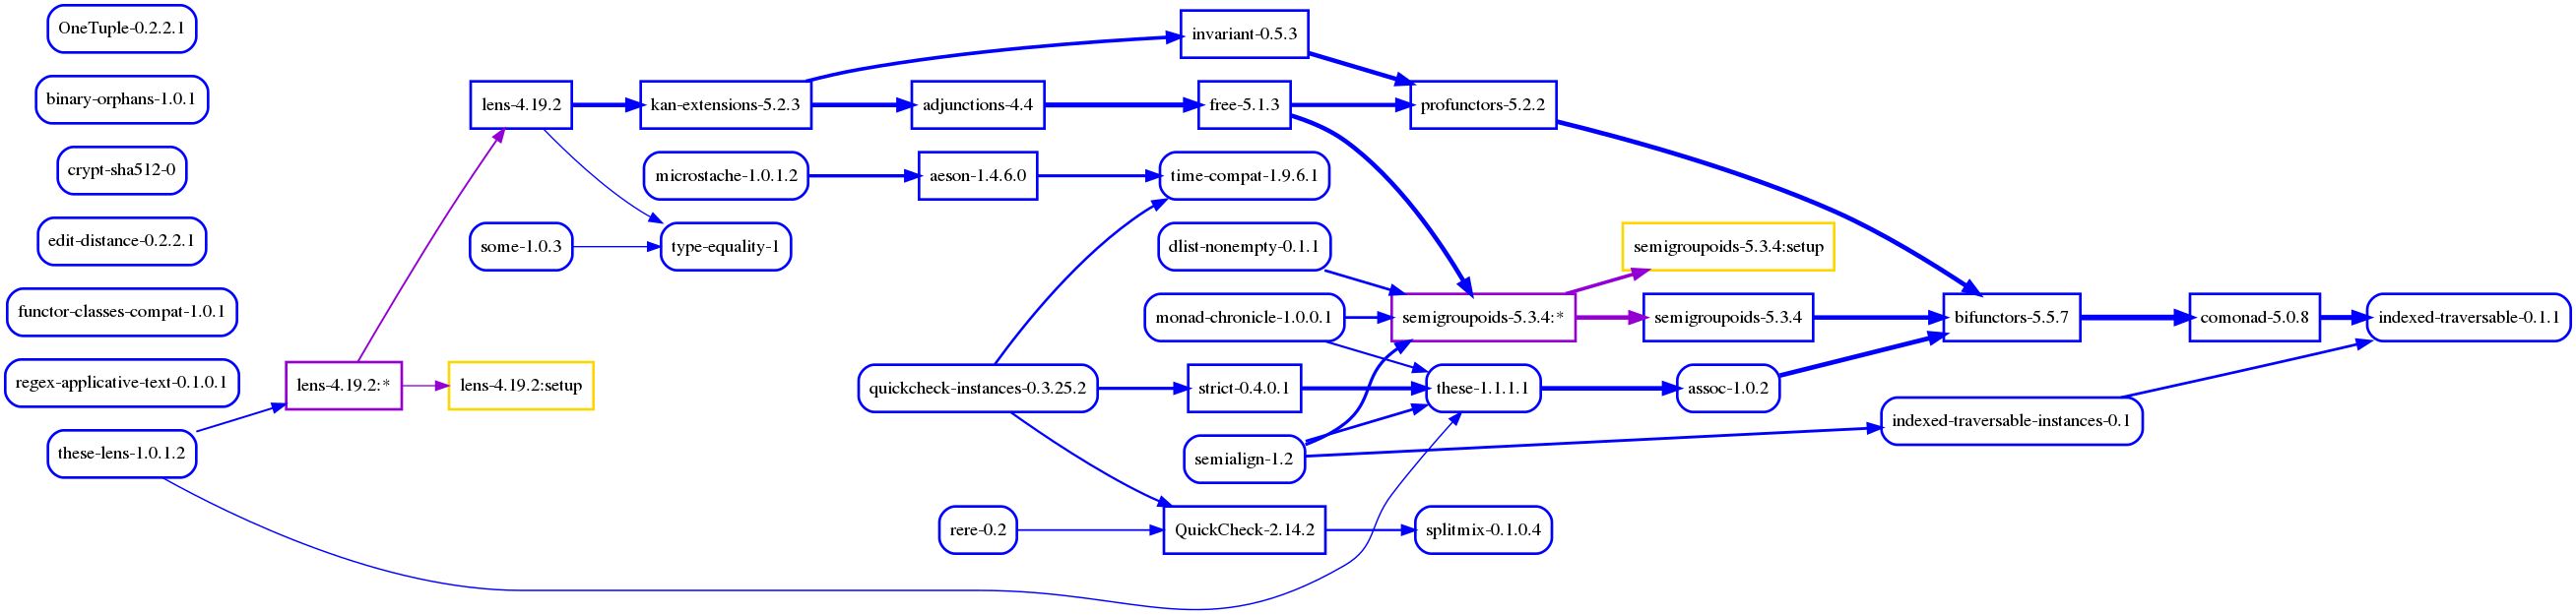 OneTuple-0.2.2.1
binary-orphans-1.0.1
crypt-sha512-0
edit-distance-0.2.2.1
functor-classes-compat-1.0.1
regex-applicative-text-0.1.0.1
these-lens-1.0.1.2
lens-4.19.2:*
lens-4.19.2
some-1.0.3
lens-4.19.2:setup
kan-extensions-5.2.3
microstache-1.0.1.2
type-equality-1
adjunctions-4.4
aeson-1.4.6.0
quickcheck-instances-0.3.25.2
rere-0.2
invariant-0.5.3
free-5.1.3
time-compat-1.9.6.1
dlist-nonempty-0.1.1
monad-chronicle-1.0.0.1
strict-0.4.0.1
semialign-1.2
QuickCheck-2.14.2
profunctors-5.2.2
semigroupoids-5.3.4:*
these-1.1.1.1
splitmix-0.1.0.4
semigroupoids-5.3.4:setup
semigroupoids-5.3.4
assoc-1.0.2
bifunctors-5.5.7
indexed-traversable-instances-0.1
comonad-5.0.8
indexed-traversable-0.1.1